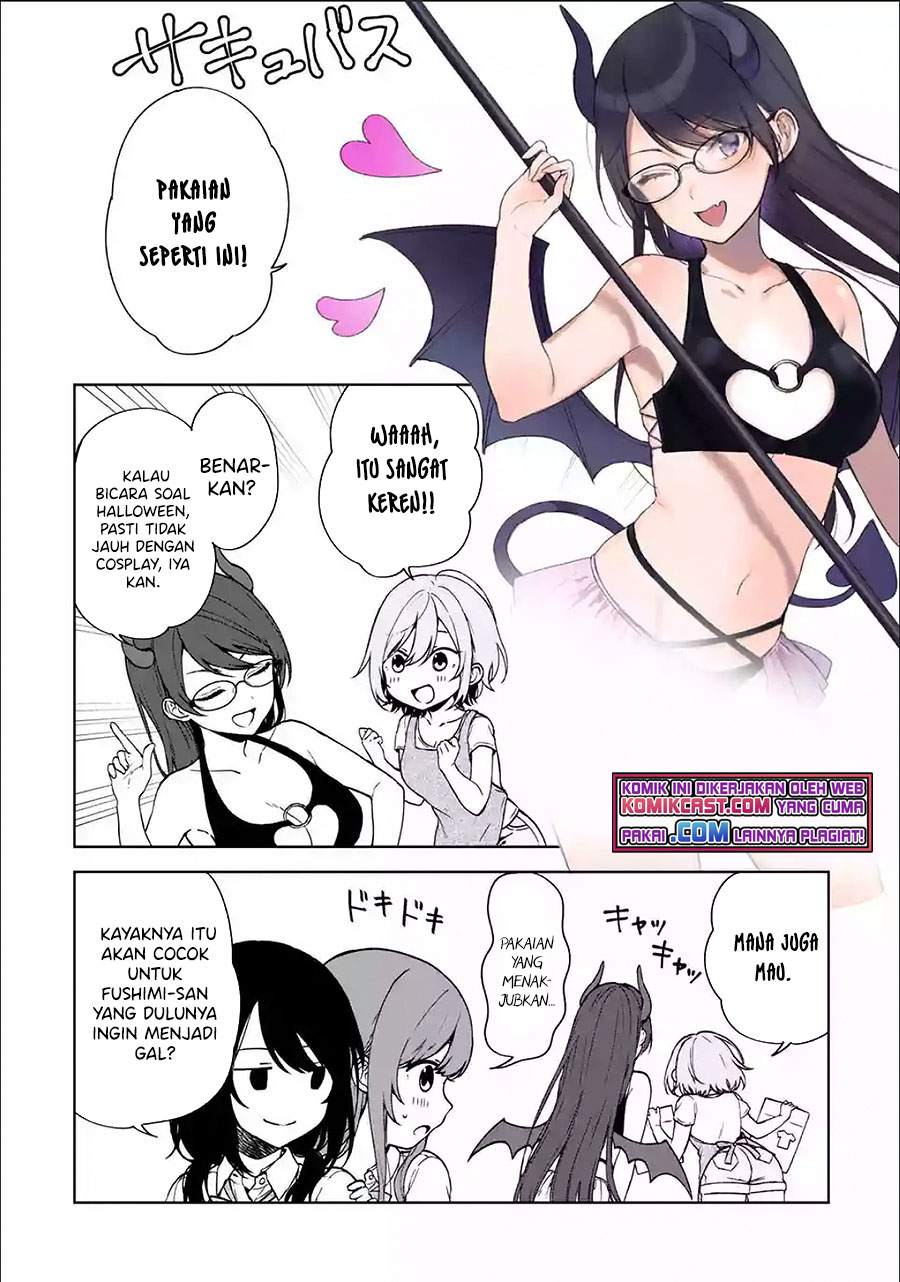 サキュバス
PAKAIAN
YANG
SEPERTI INI!
WAAAH,
ITU SANGAT
KEREN!!
BENAR-
KAN?
KALAU
BICARA SOAL
HALLOWEEN,
PASTI TIDAK
JAUH DENGAN
COSPLAY, IYA
KAN.
KOMIK INI DIKERJAKAN OLEH WEB
KOMIKCAST.COM YANG CUMA
PAKAI .COM LAINNYA PLAGIAT!
MANA JUGA
MAU.
キャッ
キャッ
PAKAIAN
YANG
MENAK-
JUBKAN...
ドキドキ
KAYAKNYA ITU
AKAN COCOK
UNTUK
FUSHIMI-SAN
YANG DULUNYA
INGIN MENJADI
GAL?